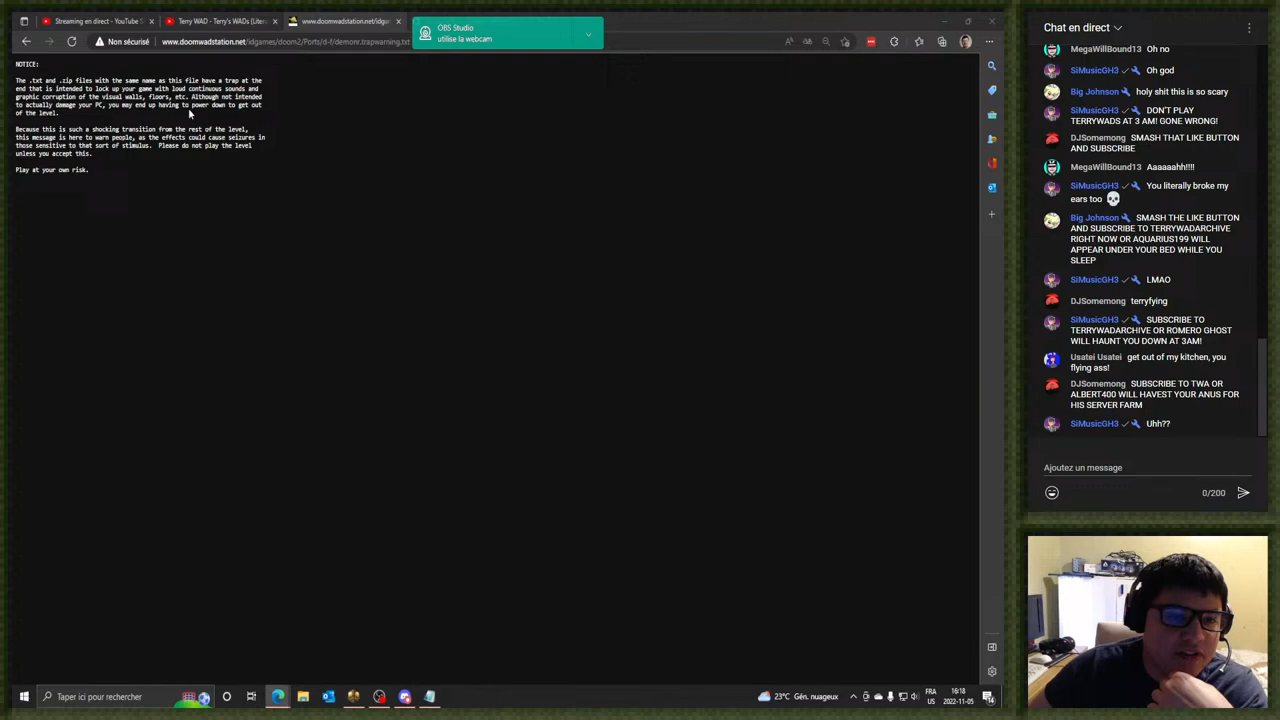 Streaming en direct - YouTube S
Terry WAD - Terry's WADs (Litera
www.doomwadstation.net/idgam
OBS Studio
utilise la webcam
Non sécurisé
www.doomwadstation.net/idgames/doom2/Ports/d-f/demonr.trapwarning.txt
NOTICE:
The .txt and .zip files with the same name as this file have a trap at the
end that is intended to lock up your game with loud continuous sounds and
graphic corruption of the visual walls, floors, etc. Although not intended
to actually damage your PC, you may end up having to power down to get out
of the level.
Because this is such a shocking transition from the rest of the level,
this message is here to warn people, as the effects could cause seizures in
those sensitive to that sort of stimulus. Please do not play the level
unless you accept this.
Play at your own risk.
Chat en direct
MegaWillBound13 Oh no
SiMusicGH3 Oh god
Big Johnson holy shit this is so scary
SiMusicGH3 DON'T PLAY
TERRYWADS AT 3 AM! GONE WRONG!
DJSomemong SMASH THAT LIKE BUTTON
AND SUBSCRIBE
MegaWillBound13 Aaaaaahh!!!!
SiMusicGH3 You literally broke my
ears too
Big Johnson SMASH THE LIKE BUTTON
AND SUBSCRIBE TO TERRYWADARCHIVE
RIGHT NOW OR AQUARIUS199 WILL
APPEAR UNDER YOUR BED WHILE YOU
SLEEP
SiMusicGH3 LMAO
DJSomemong terryfying
SiMusicGH3 SUBSCRIBE TO
TERRYWADARCHIVE OR ROMERO GHOST
WILL HAUNT YOU DOWN AT 3AM!
Usatei Usatei get out of my kitchen, you
flying ass!
DJSomemong SUBSCRIBE TO TWA OR
ALBERT400 WILL HAVEST YOUR ANUS FOR
HIS SERVER FARM
SiMusicGH3 Uhh??
Ajoutez un message
0/200
Taper ici pour rechercher
23°C Gén. nuageux
FRA
US
16:18
2022-11-05